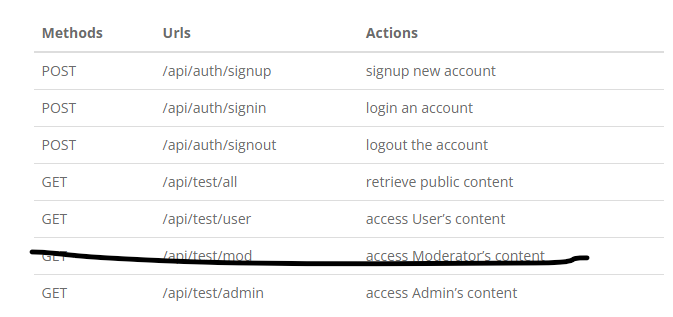 Methods Urls Actions
POST /api/auth/signup signup new account
POST /api/auth/signin login an account
POST /api/auth/signout logout the account
GET /api/test/all retrieve public content
GET /api/test/user access User's content
GET /api/test/mod access Moderator's content
GET /api/test/admin access Admin's content